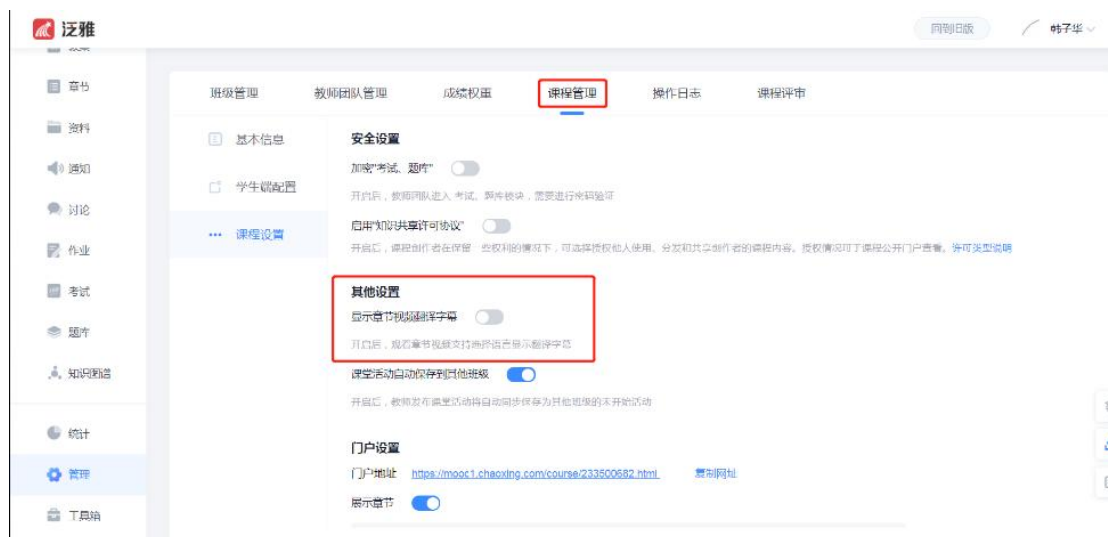 泛雅
回到旧版
韩子华
章节
资料
通知
讨论
作业
考试
题库
知识图谱
统计
管理
工具箱
班级管理
教师团队管理
成绩权重
课程管理
操作日志
课程评审
基本信息
学生端配置
课程设置
安全设置
加密"考试、题库"
开启后，教师团队进入 考试、题库模块，需要进行密码验证
启用"知识共享许可协议"
开启后，课程创作者在保留一些权利的情况下，可选择授权他人使用、分发和共享创作者的课程内容。授权情况可于课程公开门户查看。许可类型说明
其他设置
显示章节视频翻译字幕
开启后，观看章节视频支持选择语言显示翻译字幕
课堂活动自动保存到其他班级
开启后，教师发布课堂活动将自动同步保存为其他班级的未开始活动
门户设置
门户地址 https://mooc1.chaoxing.com/course/233500682.html 复制网址
展示章节